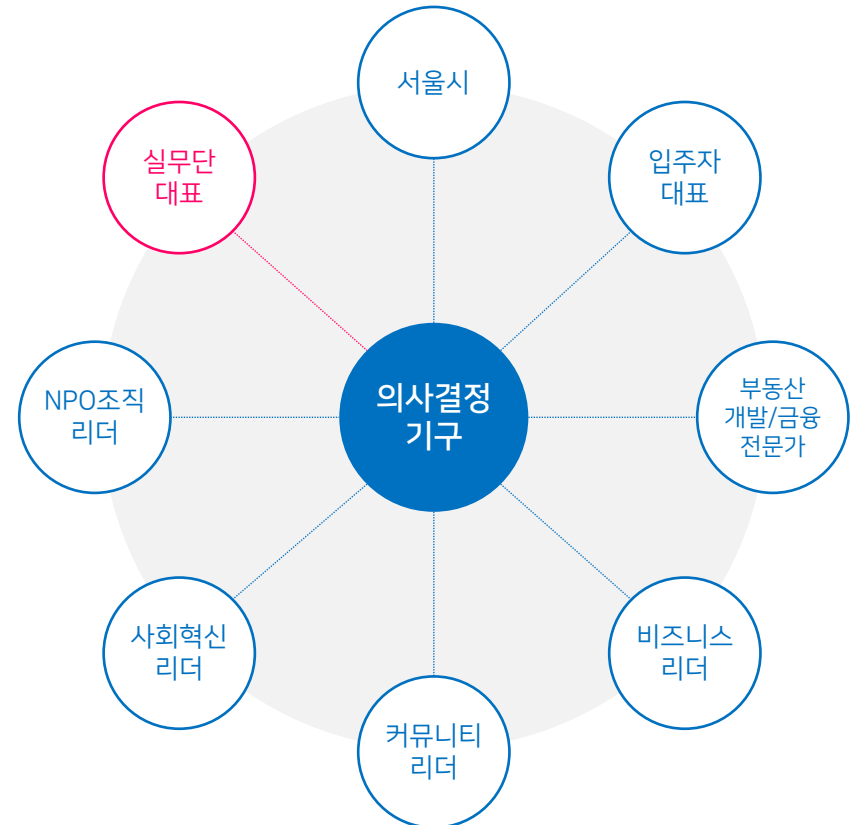 서울시
실무단
대표
입주자
대표
NPO조직
리더
의사결정
기구
부동산
개발/금융
전문가
사회혁신
리더
비즈니스
리더
커뮤니티
리더